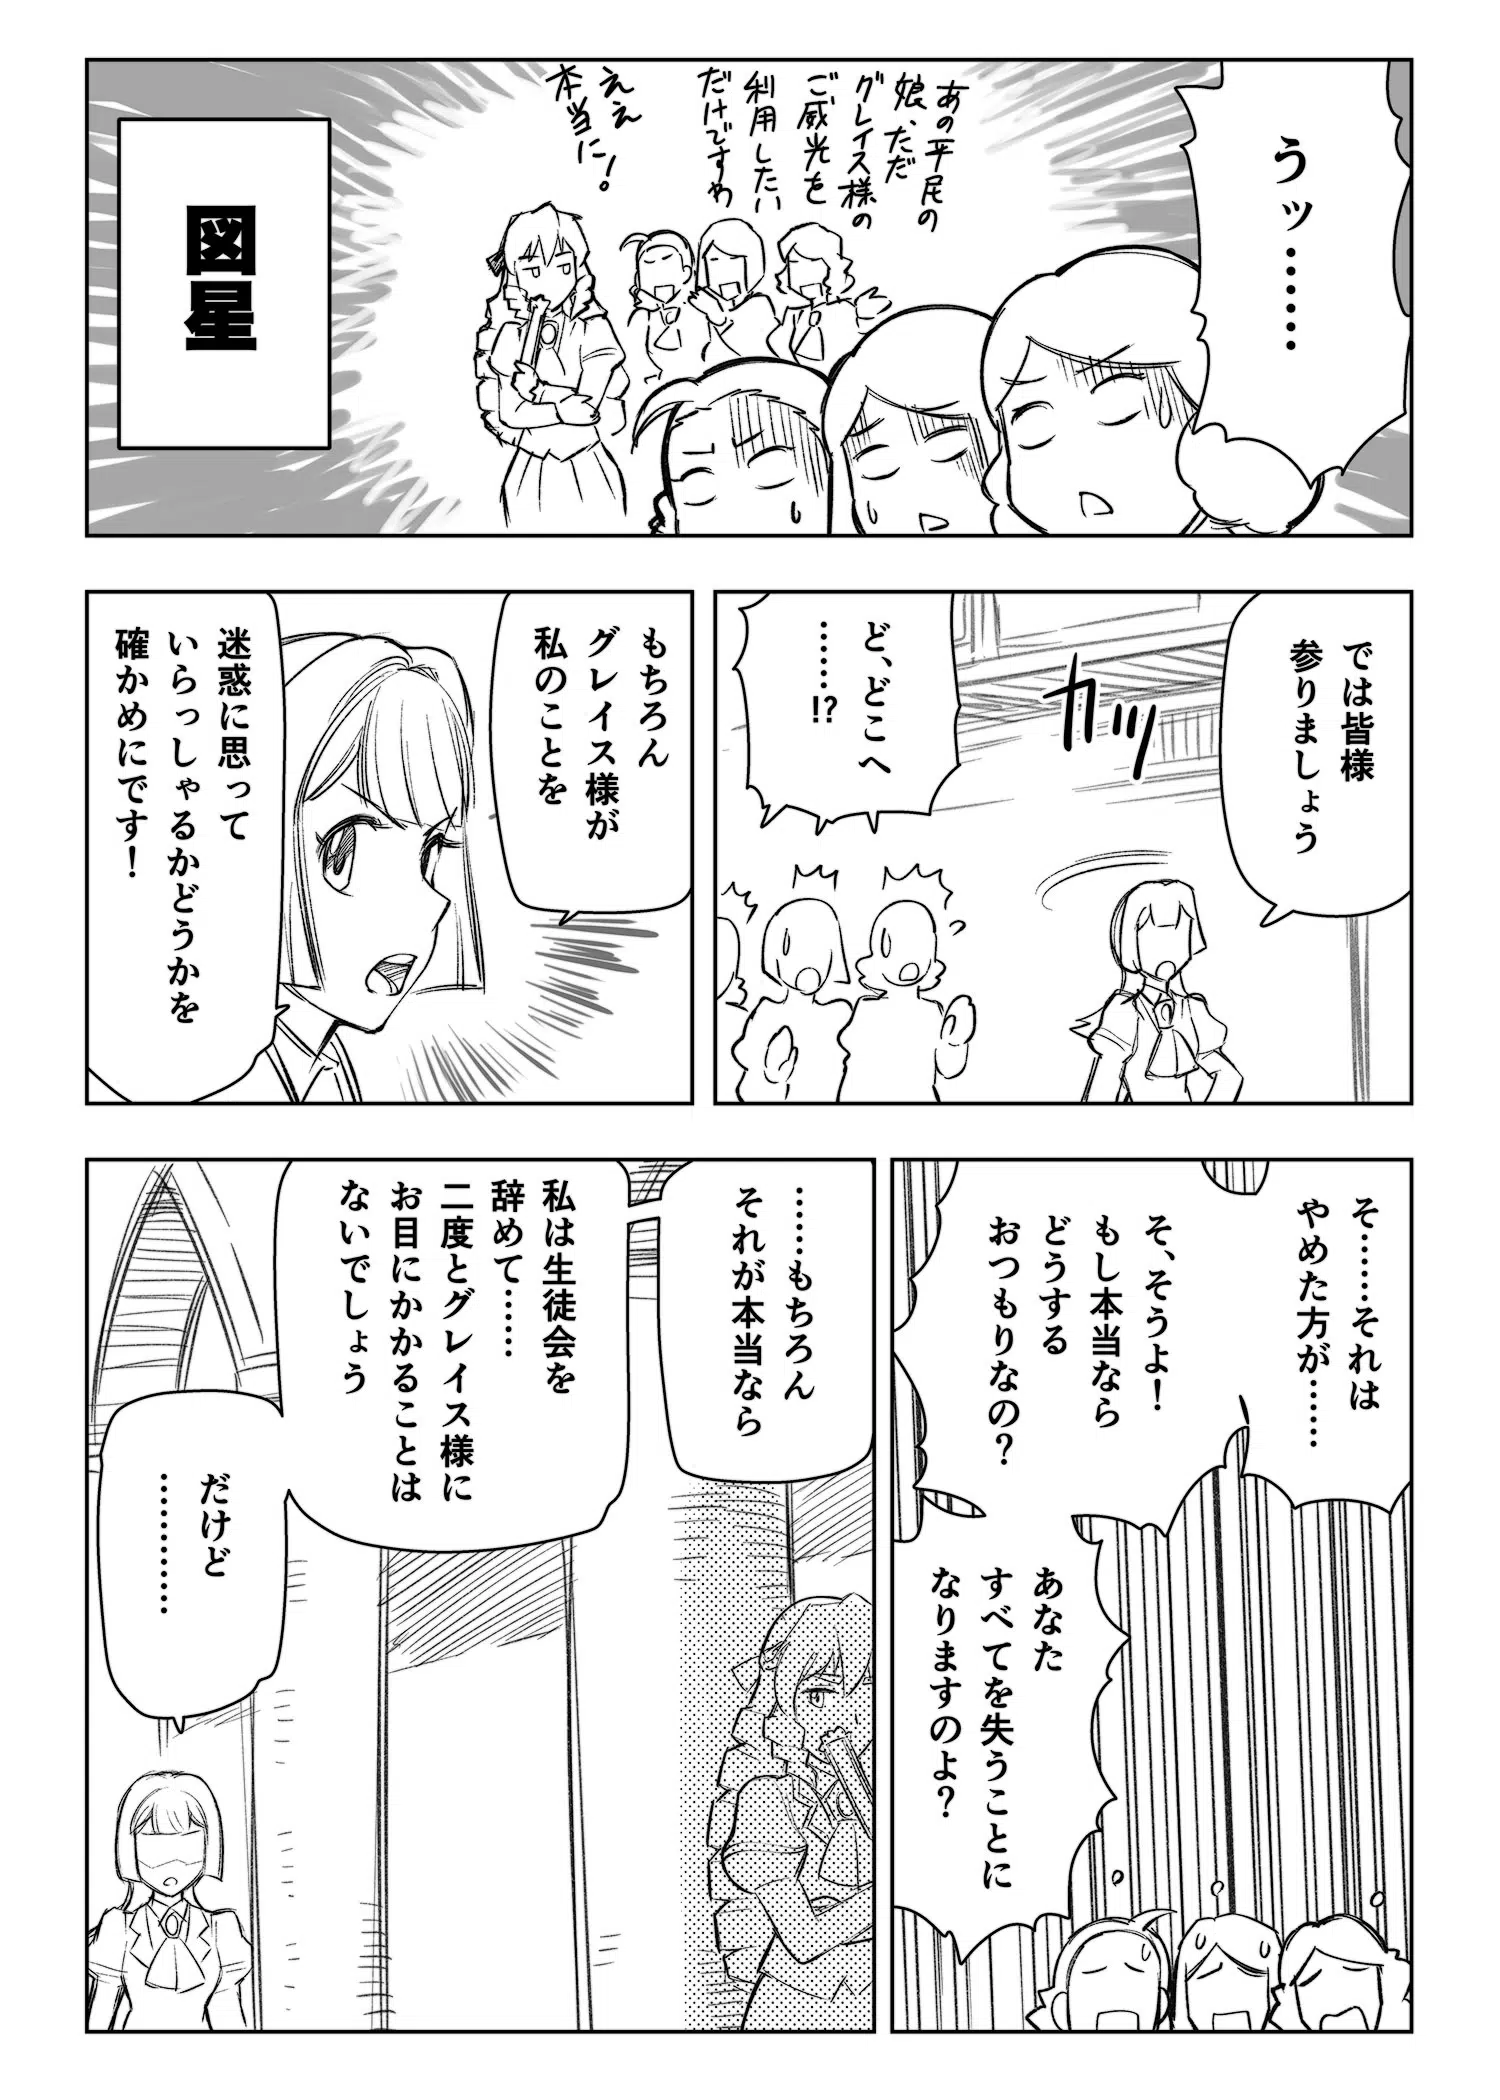 うッ……
あの平民の
娘、ただ
グレイス様の
ご威光を
利用したい
だけですわ
ええ
本当に！
図星
では皆様
参りましょう
カッ
ど、どこへ
……!?
もちろん
グレイス様が
私のことを
迷惑に思って
いらっしゃるかどうかを
確かめにです！
そ……それは
やめた方が……
そ、そうよ！
もし本当なら
どうする
おつもりなの？
あなた
すべてを失うことに
なりますのよ？
……もちろん
それが本当なら
私は生徒会を
辞めて……
二度とグレイス様に
お目にかかることは
ないでしょう
だけど
…………